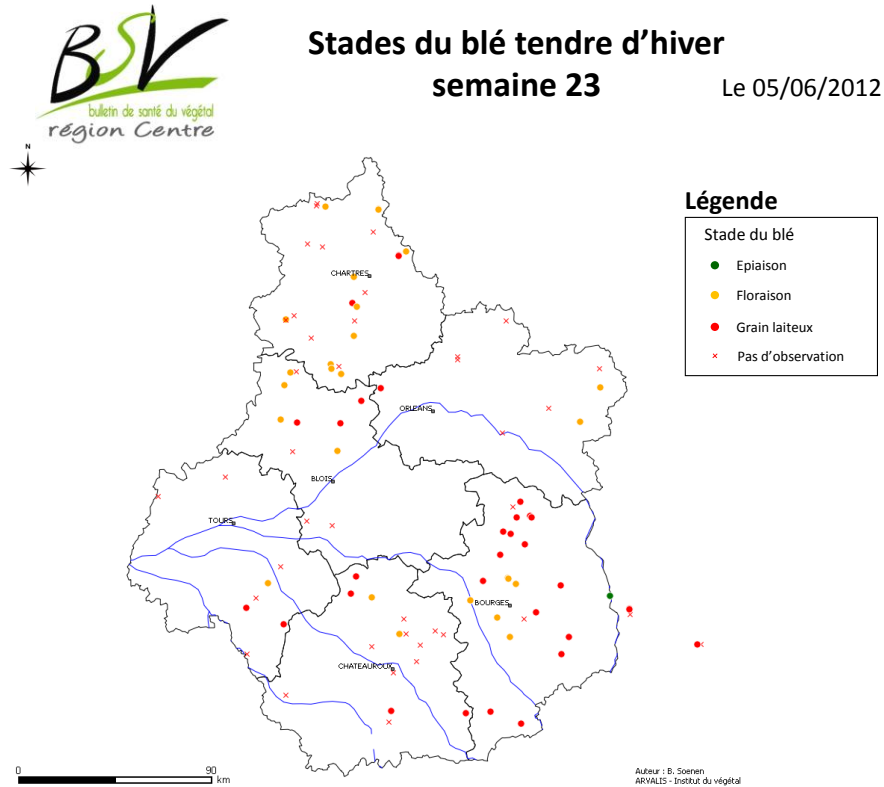 BSV
bulletin de santé du végétal
région Centre
Stades du blé tendre d'hiver
semaine 23
Le 05/06/2012
N
Légende
Stade du blé
Epiaison
Floraison
Grain laiteux
Pas d'observation
CHARTRES
ORLEANS
BLOIS
TOURS
BOURGES
CHATEAUROUX
0 90
km
Auteur : B. Soenen
ARVALIS - Institut du végétal